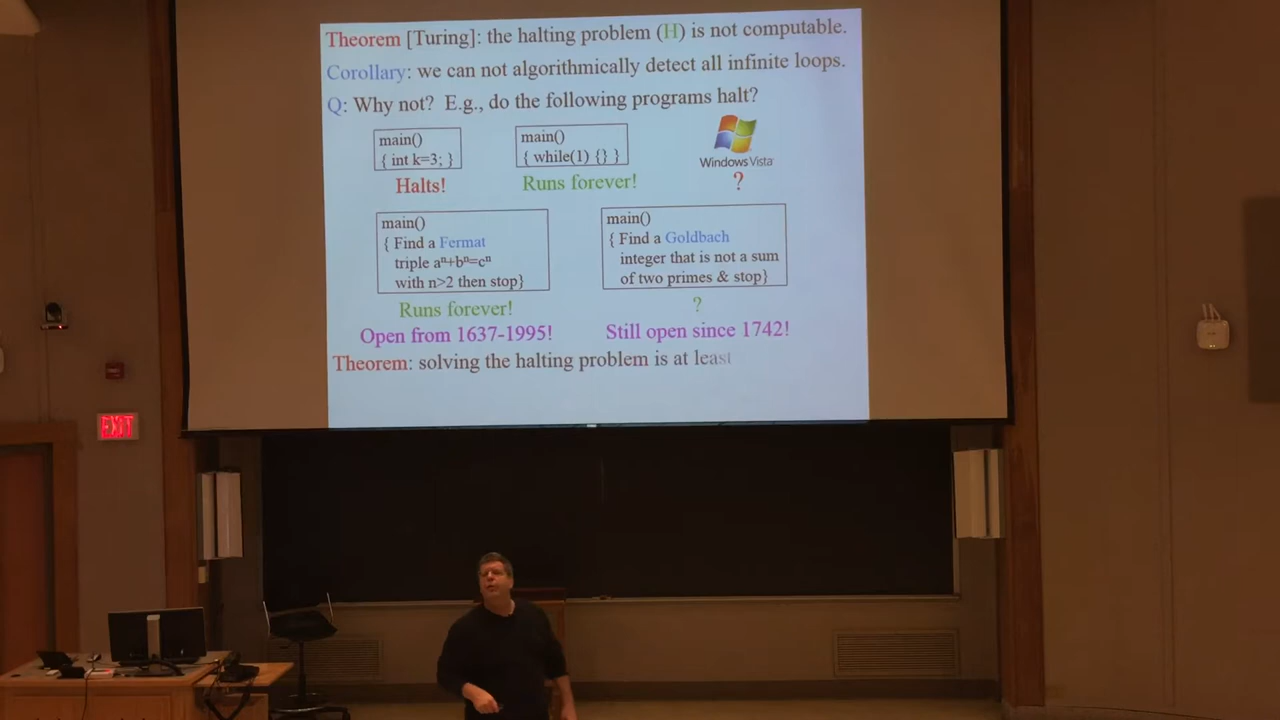 Theorem [Turing]: the halting problem (H) is not computable.
Corollary: we can not algorithmically detect all infinite loops.
Q: Why not? E.g., do the following programs halt?
main()
{ int k=3; }
Halts!
main()
{ while(1) {} }
Runs forever!
Windows Vista
?
main()
{ Find a Fermat
triple aⁿ+bⁿ=cⁿ
with n>2 then stop}
Runs forever!
Open from 1637-1995!
main()
{ Find a Goldbach
integer that is not a sum
of two primes & stop}
?
Still open since 1742!
Theorem: solving the halting problem is at least
EXIT